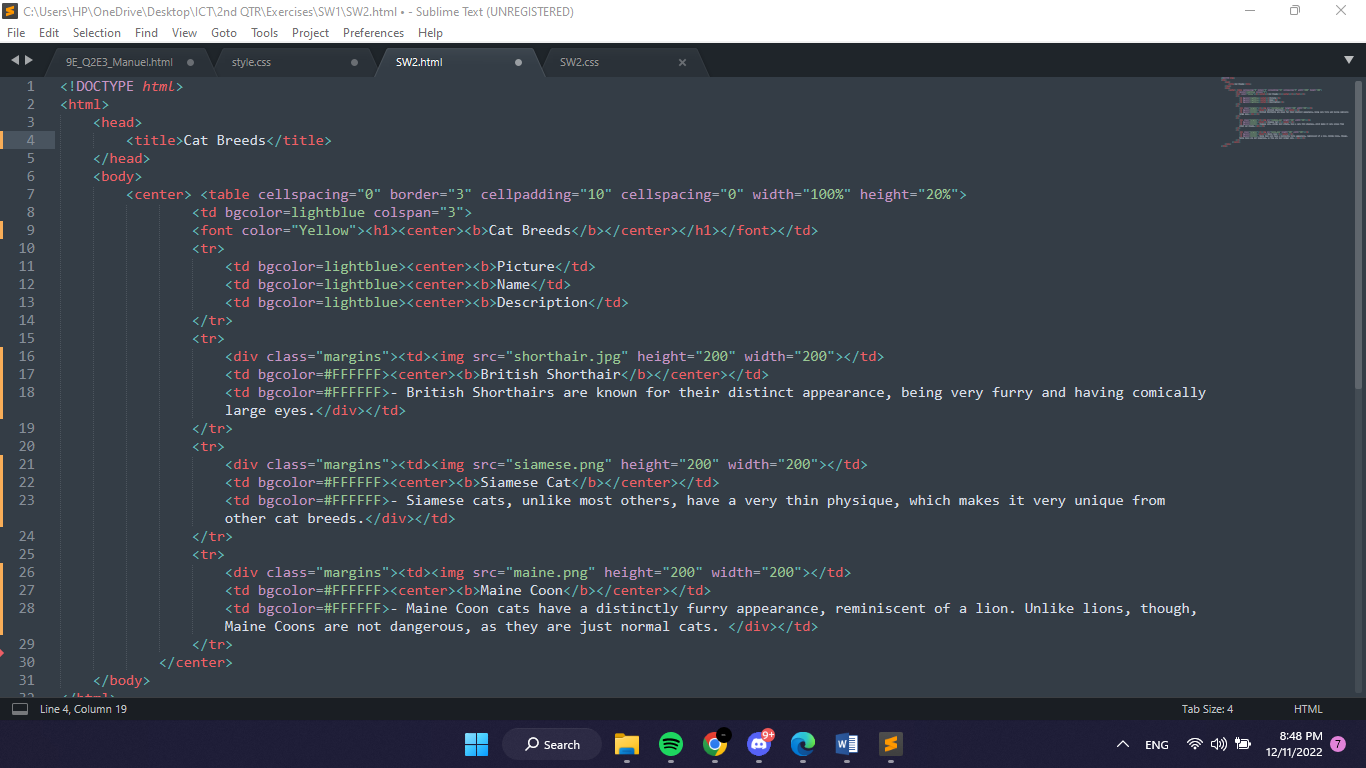 C:\Users\HP\OneDrive\Desktop\ICT\2nd QTR\Exercises\SW1\SW2.html • - Sublime Text (UNREGISTERED)
File Edit Selection Find View Goto Tools Project Preferences Help
9E_Q2E3_Manuel.html style.css SW2.html SW2.css
1 <!DOCTYPE html>
2 <html>
3 <head>
4 <title>Cat Breeds</title>
5 </head>
6 <body>
7 <center> <table cellspacing="0" border="3" cellpadding="10" cellspacing="0" width="100%" height="20%">
8 <td bgcolor=lightblue colspan="3">
9 <font color="Yellow"><h1><center><b>Cat Breeds</b></center></h1></font></td>
10 <tr>
11 <td bgcolor=lightblue><center><b>Picture</td>
12 <td bgcolor=lightblue><center><b>Name</td>
13 <td bgcolor=lightblue><center><b>Description</td>
14 </tr>
15 <tr>
16 <div class="margins"><td><img src="shorthair.jpg" height="200" width="200"></td>
17 <td bgcolor=#FFFFFF><center><b>British Shorthair</b></center></td>
18 <td bgcolor=#FFFFFF>- British Shorthairs are known for their distinct appearance, being very furry and having comically
large eyes.</div></td>
19 </tr>
20 <tr>
21 <div class="margins"><td><img src="siamese.png" height="200" width="200"></td>
22 <td bgcolor=#FFFFFF><center><b>Siamese Cat</b></center></td>
23 <td bgcolor=#FFFFFF>- Siamese cats, unlike most others, have a very thin physique, which makes it very unique from
other cat breeds.</div></td>
24 </tr>
25 <tr>
26 <div class="margins"><td><img src="maine.png" height="200" width="200"></td>
27 <td bgcolor=#FFFFFF><center><b>Maine Coon</b></center></td>
28 <td bgcolor=#FFFFFF>- Maine Coon cats have a distinctly furry appearance, reminiscent of a lion. Unlike lions, though,
Maine Coons are not dangerous, as they are just normal cats. </div></td>
29 </tr>
30 </center>
31 </body>
32 </html>
Line 4, Column 19 Tab Size: 4 HTML
Search 9+ ENG 8:48 PM 7
12/11/2022